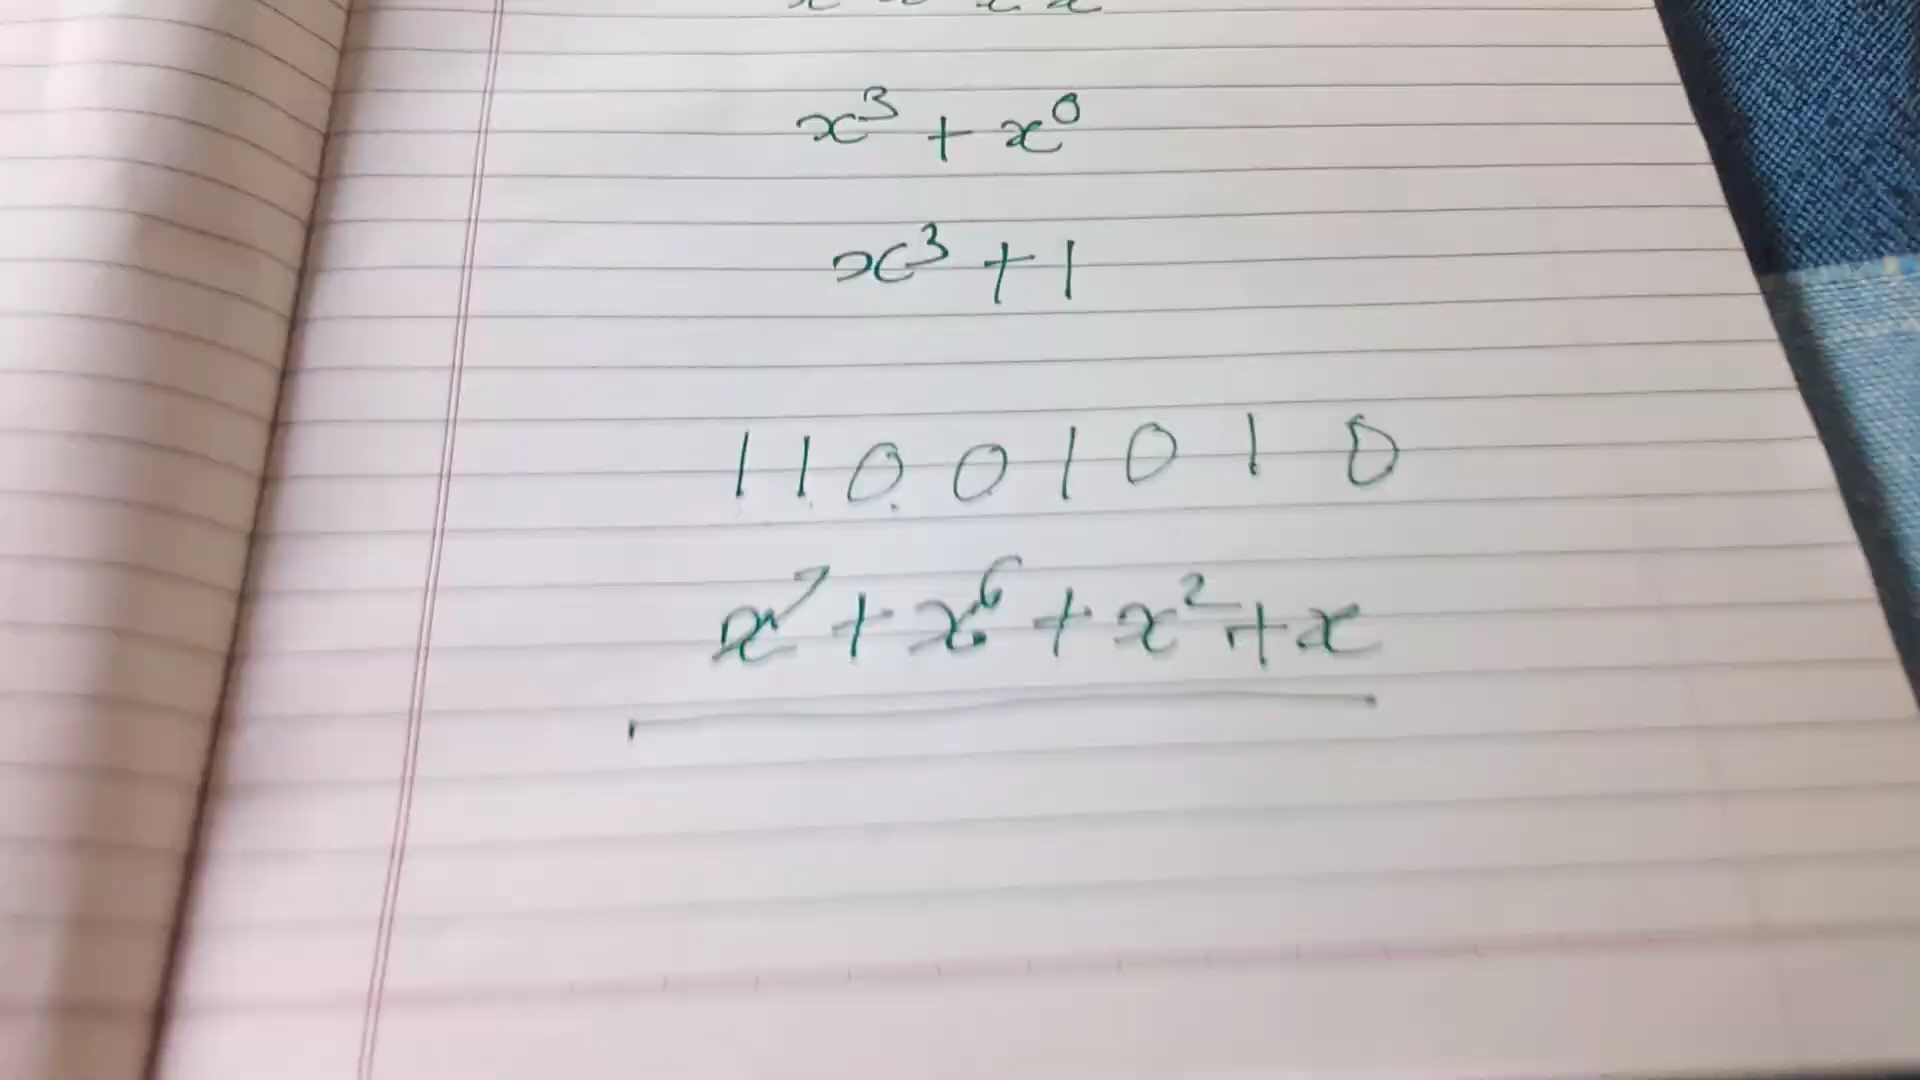 x³ + x⁰
x³ + 1
1 1 0 0 1 0 1 0
x⁷ + x⁶ + x² + x